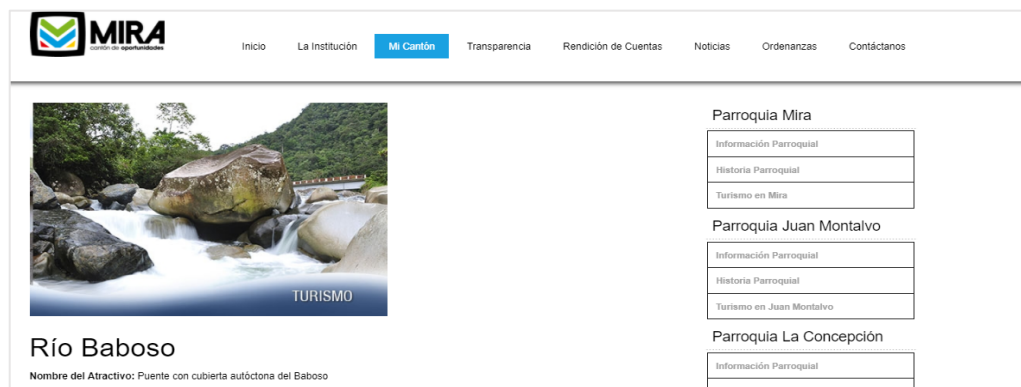 MIRA
cantón de oportunidades
Inicio
La Institución
Mi Cantón
Transparencia
Rendición de Cuentas
Noticias
Ordenanzas
Contáctanos
TURISMO
Río Baboso
Nombre del Atractivo: Puente con cubierta autóctona del Baboso
Parroquia Mira
Información Parroquial
Historia Parroquial
Turismo en Mira
Parroquia Juan Montalvo
Información Parroquial
Historia Parroquial
Turismo en Juan Montalvo
Parroquia La Concepción
Información Parroquial